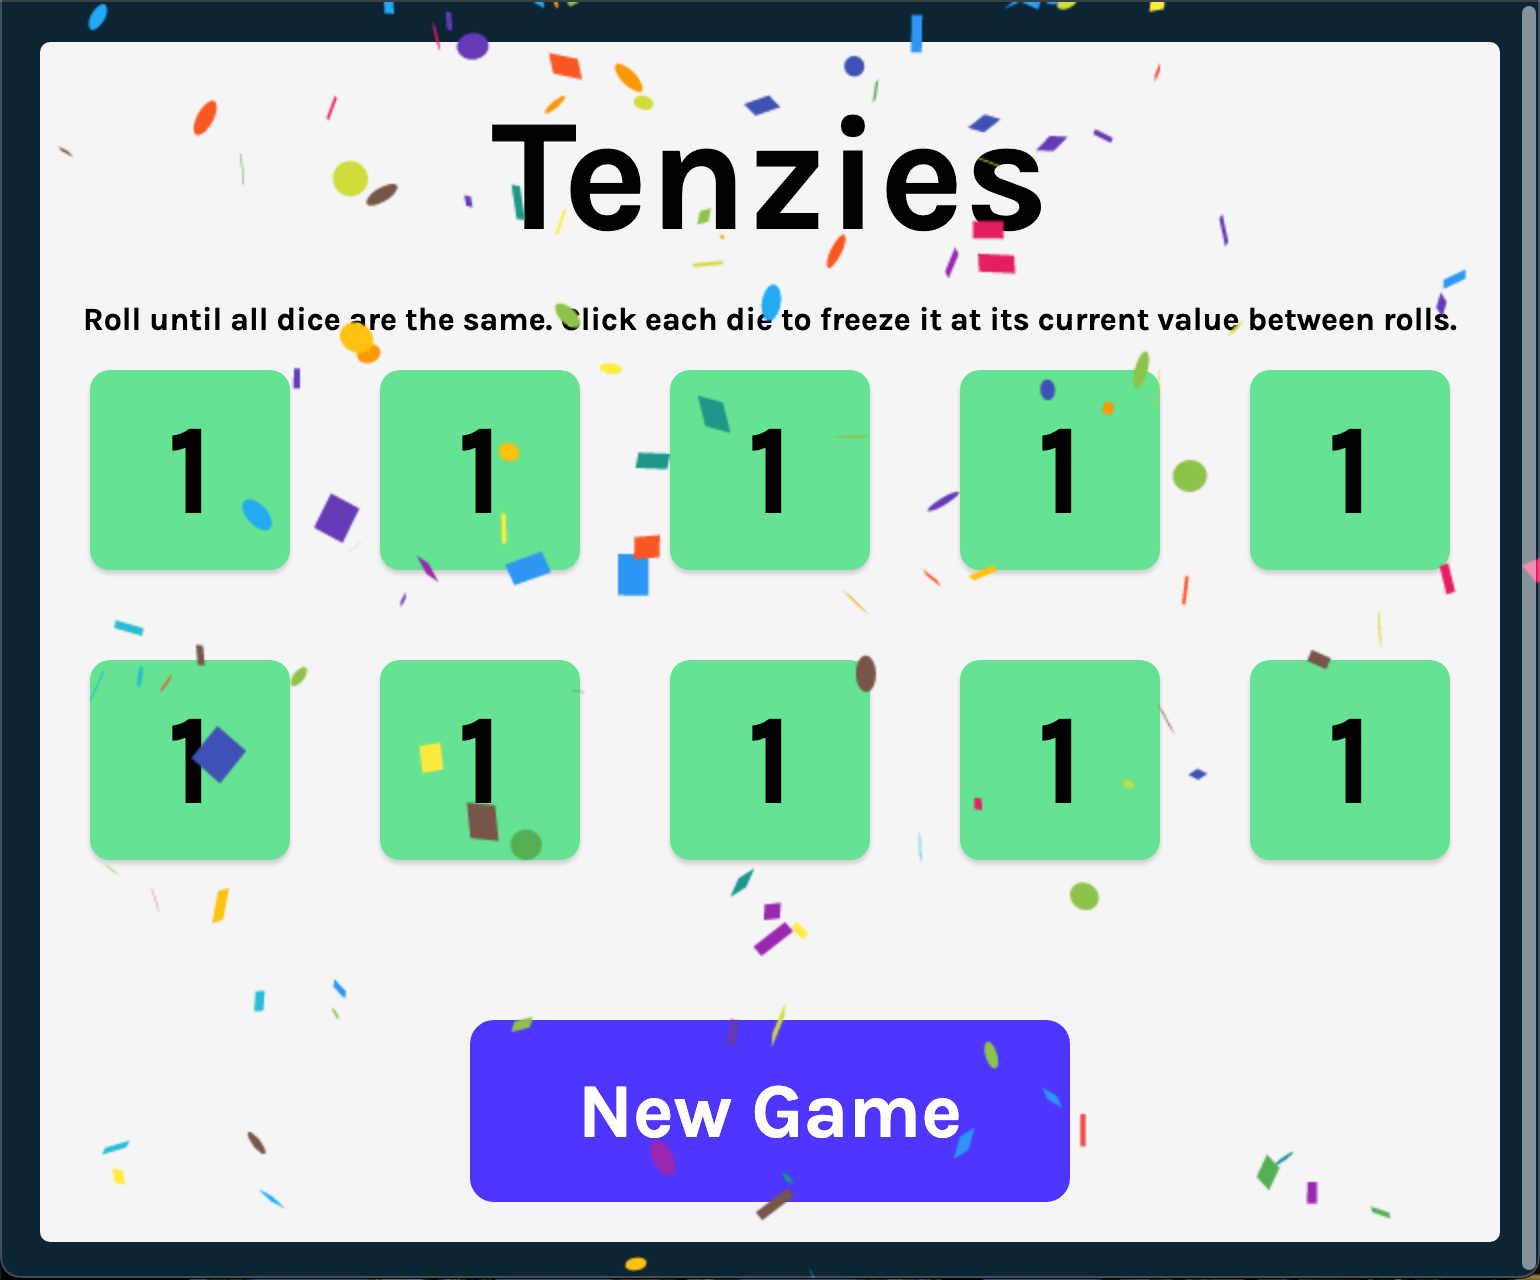 Tenzies
Roll until all dice are the same. Click each die to freeze it at its current value between rolls.
1 1 1 1 1
1 1 1 1 1
New Game